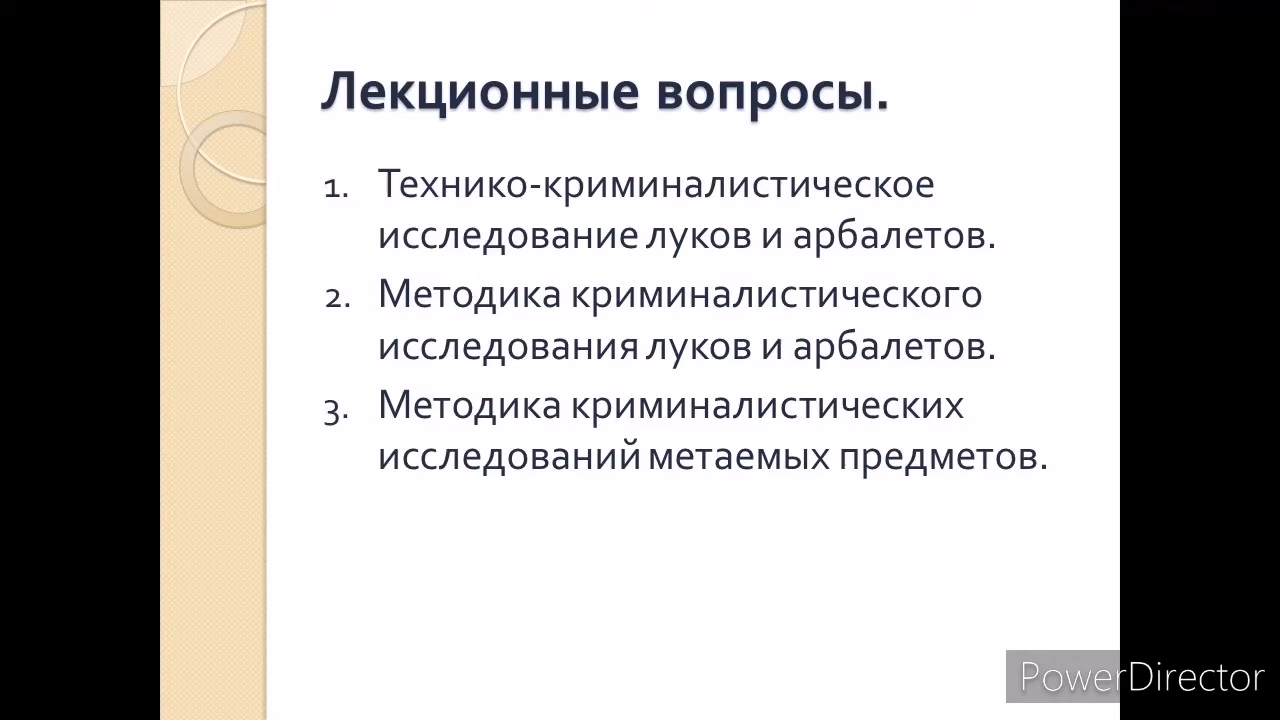 Лекционные вопросы.
1. Технико-криминалистическое
исследование луков и арбалетов.
2. Методика криминалистического
исследования луков и арбалетов.
3. Методика криминалистических
исследований метаемых предметов.
PowerDirector